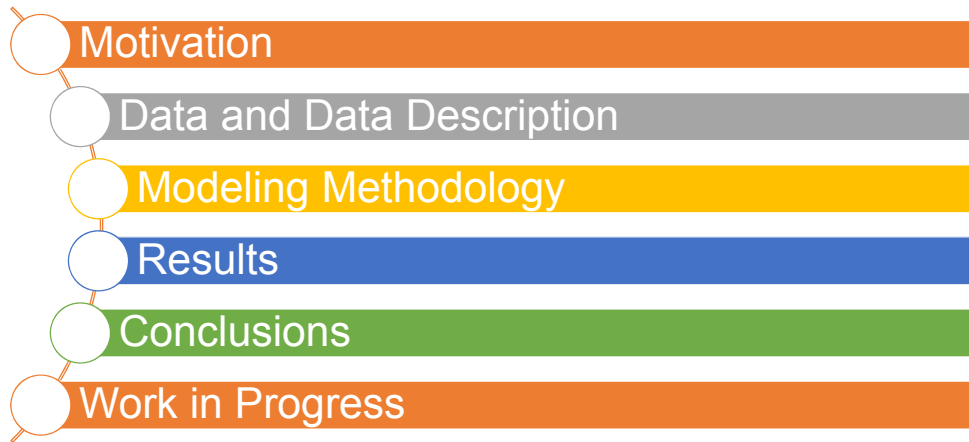 Motivation
Data and Data Description
Modeling Methodology
Results
Conclusions
Work in Progress